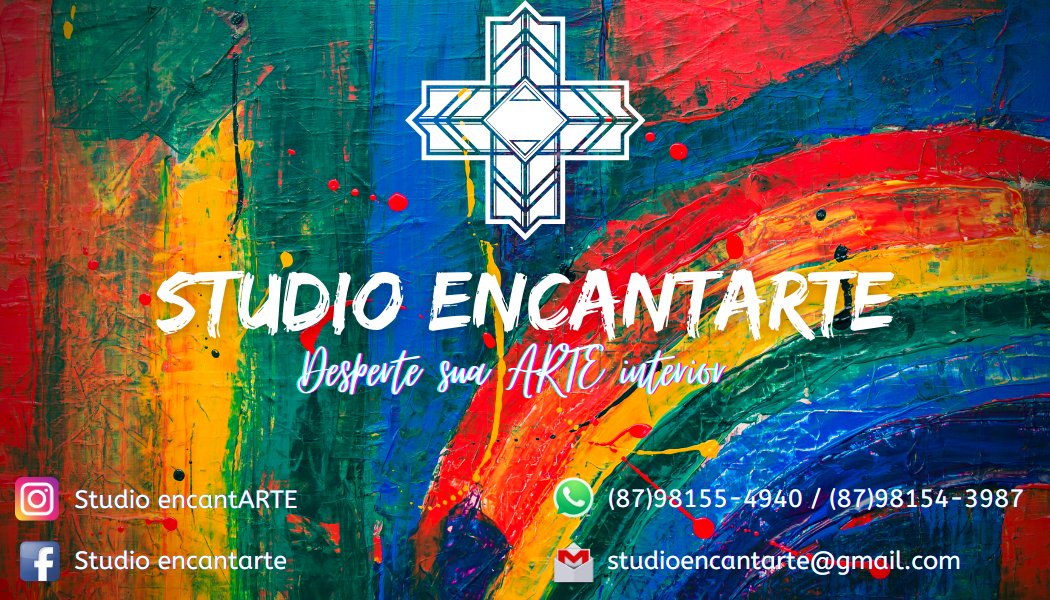 STUDIO ENCANTARTE
Desperte sua ARTE interior
Studio encantARTE
(87)98155-4940 / (87)98154-3987
Studio encantarte
studioencantarte@gmail.com